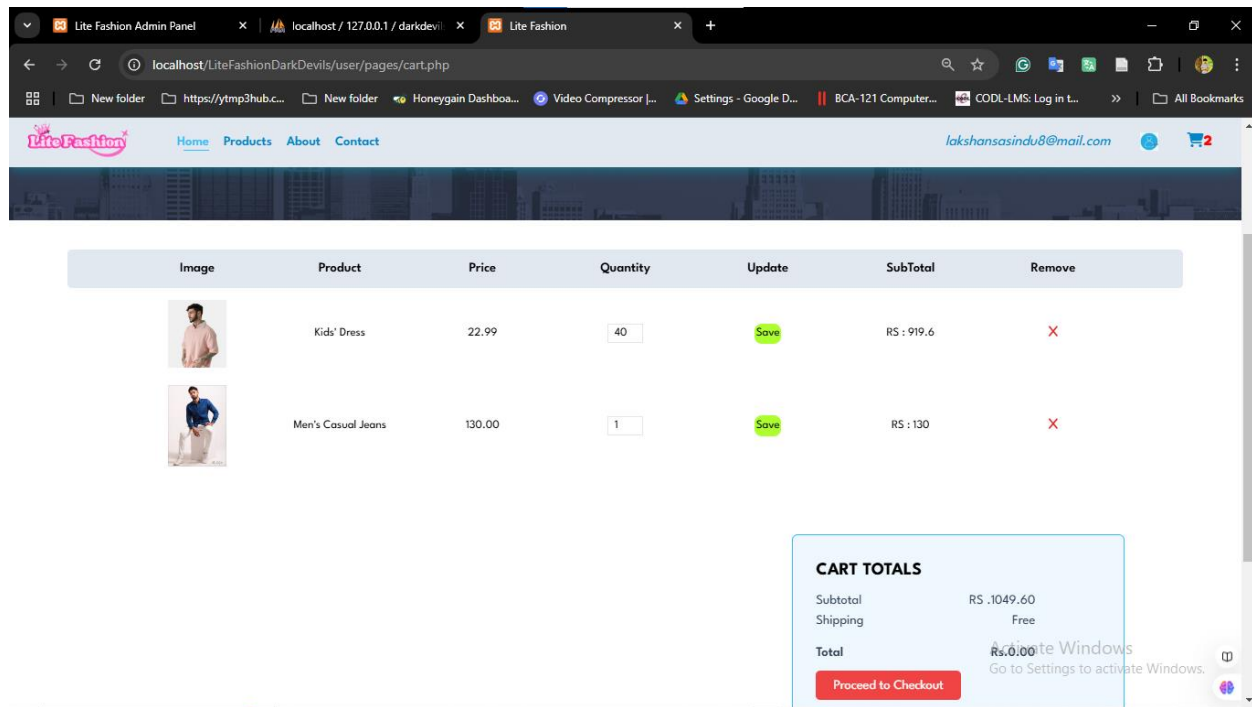 Lite Fashion Admin Panel
localhost / 127.0.0.1 / darkdevil
Lite Fashion
localhost/LiteFashionDarkDevils/user/pages/cart.php
New folder https://ytmp3hub.c... New folder Honeygain Dashboa... Video Compressor |... Settings - Google D... BCA-121 Computer... CODL-LMS: Log in t... » All Bookmarks
Lite Fashion Home Products About Contact lakshansasindu8@mail.com 2
Image Product Price Quantity Update SubTotal Remove
Kids' Dress 22.99 40 Save RS : 919.6 X
Men's Casual Jeans 130.00 1 Save RS : 130 X
CART TOTALS
Subtotal RS .1049.60
Shipping Free
Total Rs.0.00
Activate Windows
Go to Settings to activate Windows.
Proceed to Checkout